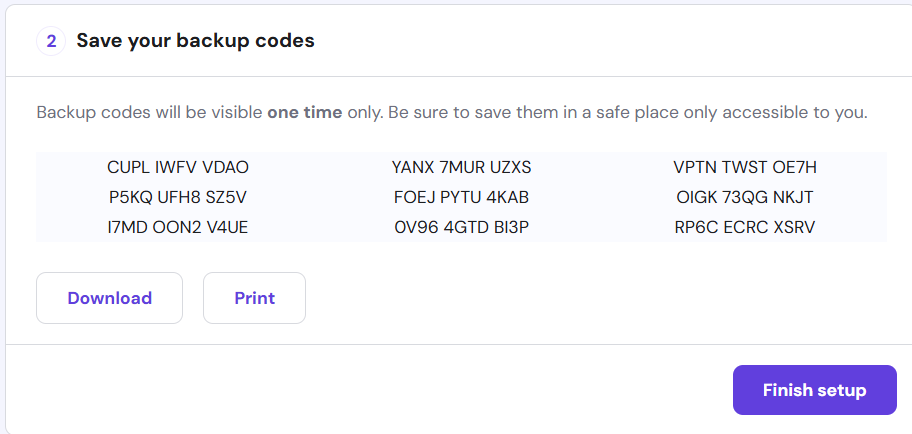 2 Save your backup codes
Backup codes will be visible one time only. Be sure to save them in a safe place only accessible to you.
CUPL IWFV VDAO YANX 7MUR UZXS VPTN TWST OE7H
P5KQ UFH8 SZ5V FOEJ PYTU 4KAB OIGK 73QG NKJT
I7MD OON2 V4UE 0V96 4GTD BI3P RP6C ECRC XSRV
Download Print
Finish setup